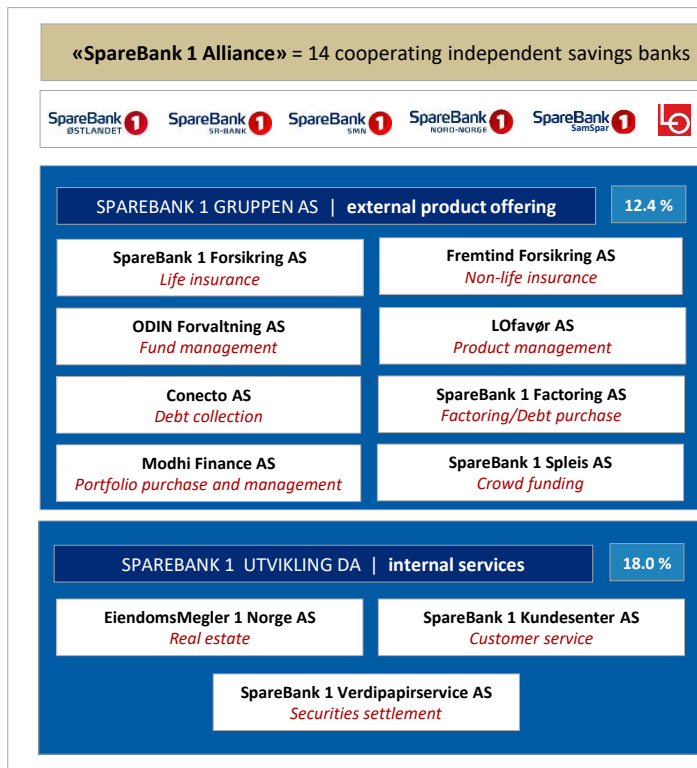 «SpareBank 1 Alliance» = 14 cooperating independent savings banks
SpareBank 1 ØSTLANDET
SpareBank 1 SR-BANK
SpareBank 1 SMN
SpareBank 1 NORD-NORGE
SpareBank 1 SamSpar
LO
SPAREBANK 1 GRUPPEN AS | external product offering
12.4 %
SpareBank 1 Forsikring AS
Life insurance
Fremtind Forsikring AS
Non-life insurance
ODIN Forvaltning AS
Fund management
LOfavør AS
Product management
Conecto AS
Debt collection
SpareBank 1 Factoring AS
Factoring/Debt purchase
Modhi Finance AS
Portfolio purchase and management
SpareBank 1 Spleis AS
Crowd funding
SPAREBANK 1 UTVIKLING DA | internal services
18.0 %
EiendomsMegler 1 Norge AS
Real estate
SpareBank 1 Kundesenter AS
Customer service
SpareBank 1 Verdipapirservice AS
Securities settlement